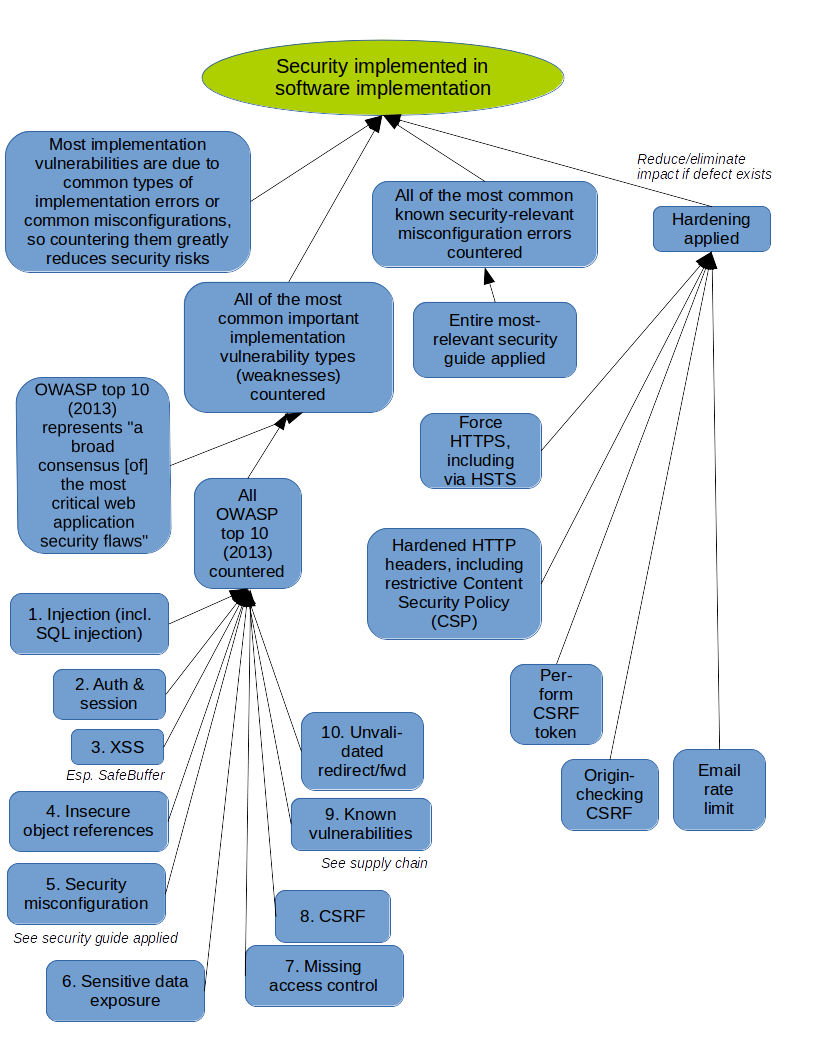 Security implemented in
software implementation
Most implementation
vulnerabilities are due to
common types of
implementation errors or
common misconfigurations,
so countering them greatly
reduces security risks
All of the most common
known security-relevant
misconfiguration errors
countered
Reduce/eliminate
impact if defect exists
Hardening
applied
All of the most
common important
implementation
vulnerability types
(weaknesses)
countered
Entire most-
relevant security
guide applied
OWASP top 10
(2013)
represents "a
broad
consensus [of]
the most
critical web
application
security flaws"
All
OWASP
top 10
(2013)
countered
Force
HTTPS,
including
via HSTS
Hardened HTTP
headers, including
restrictive Content
Security Policy
(CSP)
1. Injection (incl.
SQL injection)
2. Auth &
session
3. XSS
Esp. SafeBuffer
4. Insecure
object references
5. Security
misconfiguration
See security guide applied
6. Sensitive data
exposure
7. Missing
access control
8. CSRF
9. Known
vulnerabilities
See supply chain
10. Unvali-
dated
redirect/fwd
Per-
form
CSRF
token
Origin-
checking
CSRF
Email
rate
limit